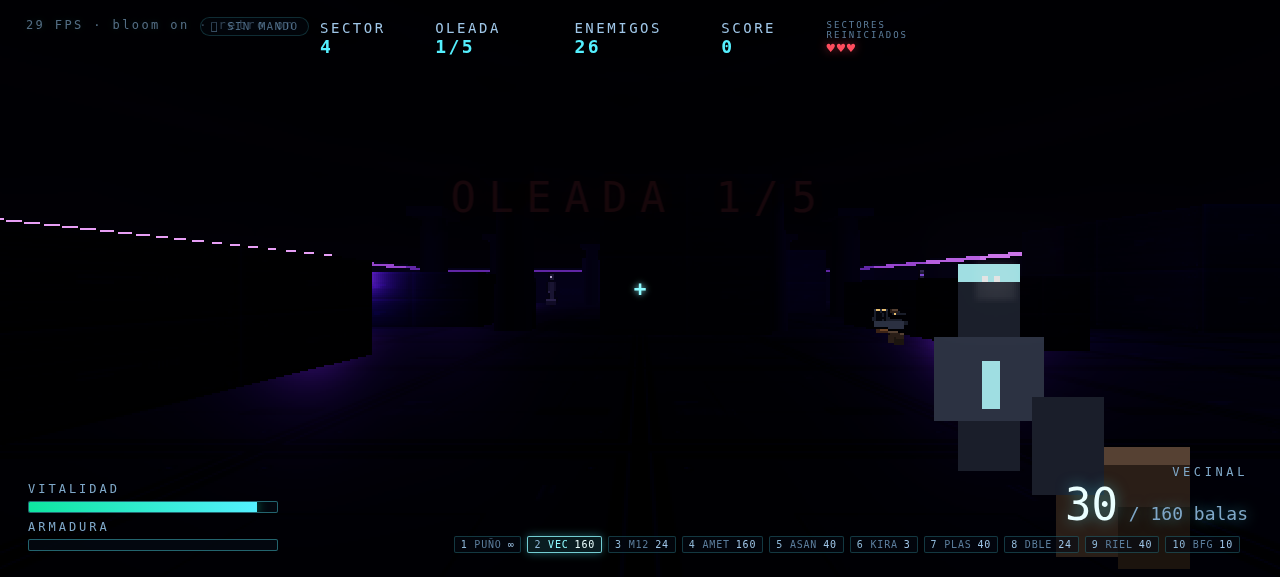 29 FPS · bloom on
SIN MANDO
SECTOR
4
OLEADA
1/5
ENEMIGOS
26
SCORE
0
SECTORES
REINICIADOS
♥♥♥
OLEADA 1/5
+
VITALIDAD
ARMADURA
VECINAL
30 / 160 balas
1 PUÑO ∞
2 VEC 160
3 M12 24
4 AMET 160
5 ASAN 40
6 KIRA 3
7 PLAS 40
8 DBLE 24
9 RIEL 40
10 BFG 10